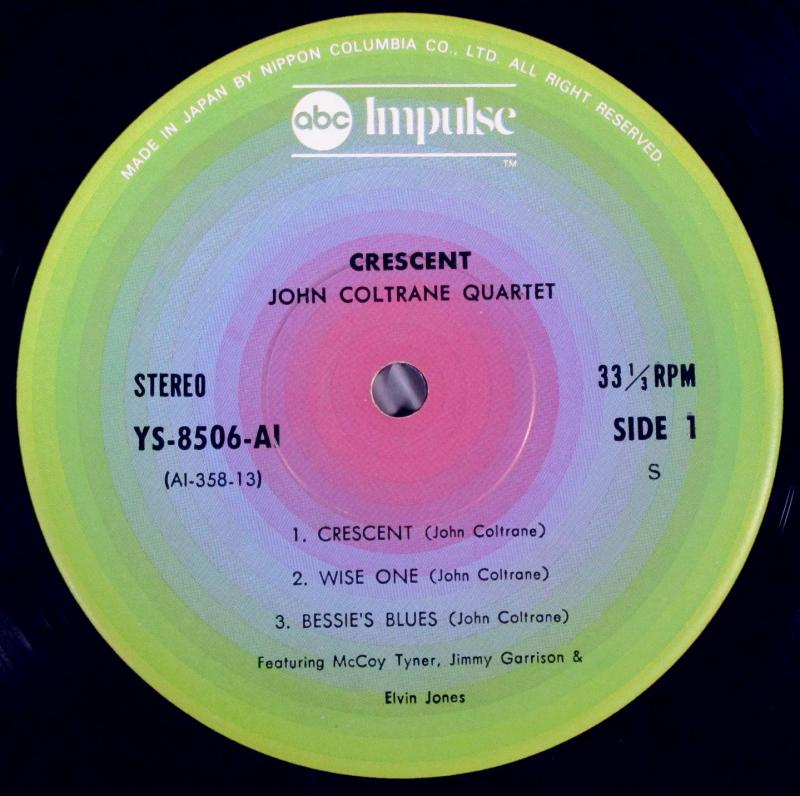 MADE IN JAPAN BY NIPPON COLUMBIA CO., LTD. ALL RIGHT RESERVED.
abc Impulse
TM
CRESCENT
JOHN COLTRANE QUARTET
STEREO
33 1/3 RPM
YS-8506-AI
SIDE 1
(AI-358-13)
S
1. CRESCENT (John Coltrane)
2. WISE ONE (John Coltrane)
3. BESSIE'S BLUES (John Coltrane)
Featuring McCoy Tyner, Jimmy Garrison &
Elvin Jones